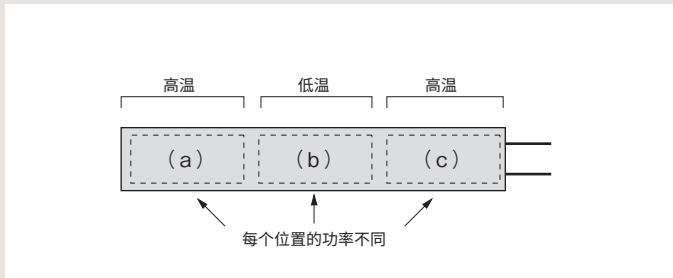 高温 低温 高温
（a） （b） （c）
每个位置的功率不同